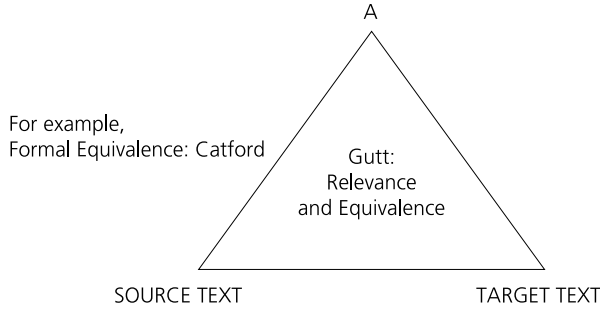 A
For example,
Formal Equivalence: Catford
Gutt:
Relevance
and Equivalence
SOURCE TEXT
TARGET TEXT